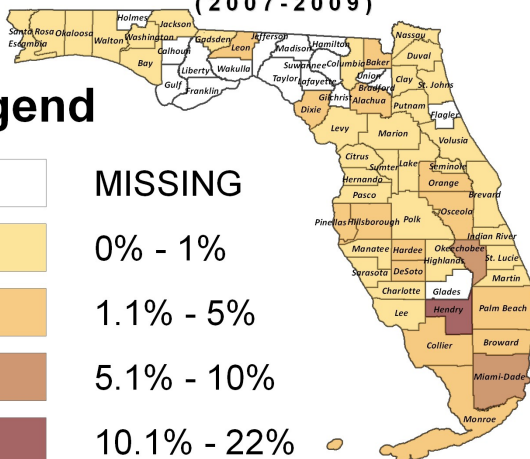 (2007-2009)
Holmes
Jackson
Santa Rosa Okaloosa
Escambia
Walton
Washington
Bay
Calhoun
Gulf
Liberty
Franklin
Gadsden
Leon
Wakulla
Jefferson
Madison
Taylor
Hamilton
Suwannee
Lafayette
Columbia
Baker
Union
Bradford
Dixie
Gilchrist
Alachua
Nassau
Duval
Clay
St. Johns
Putnam
Flagler
Levy
Marion
Volusia
Citrus
Sumter
Lake
Seminole
Hernando
Orange
Pasco
Brevard
Osceola
Pinellas
Hillsborough
Polk
Indian River
Manatee
Hardee
Okeechobee
Highlands
St. Lucie
Sarasota
DeSoto
Martin
Charlotte
Glades
Lee
Hendry
Palm Beach
Collier
Broward
Miami-Dade
Monroe
gend
MISSING
0% - 1%
1.1% - 5%
5.1% - 10%
10.1% - 22%